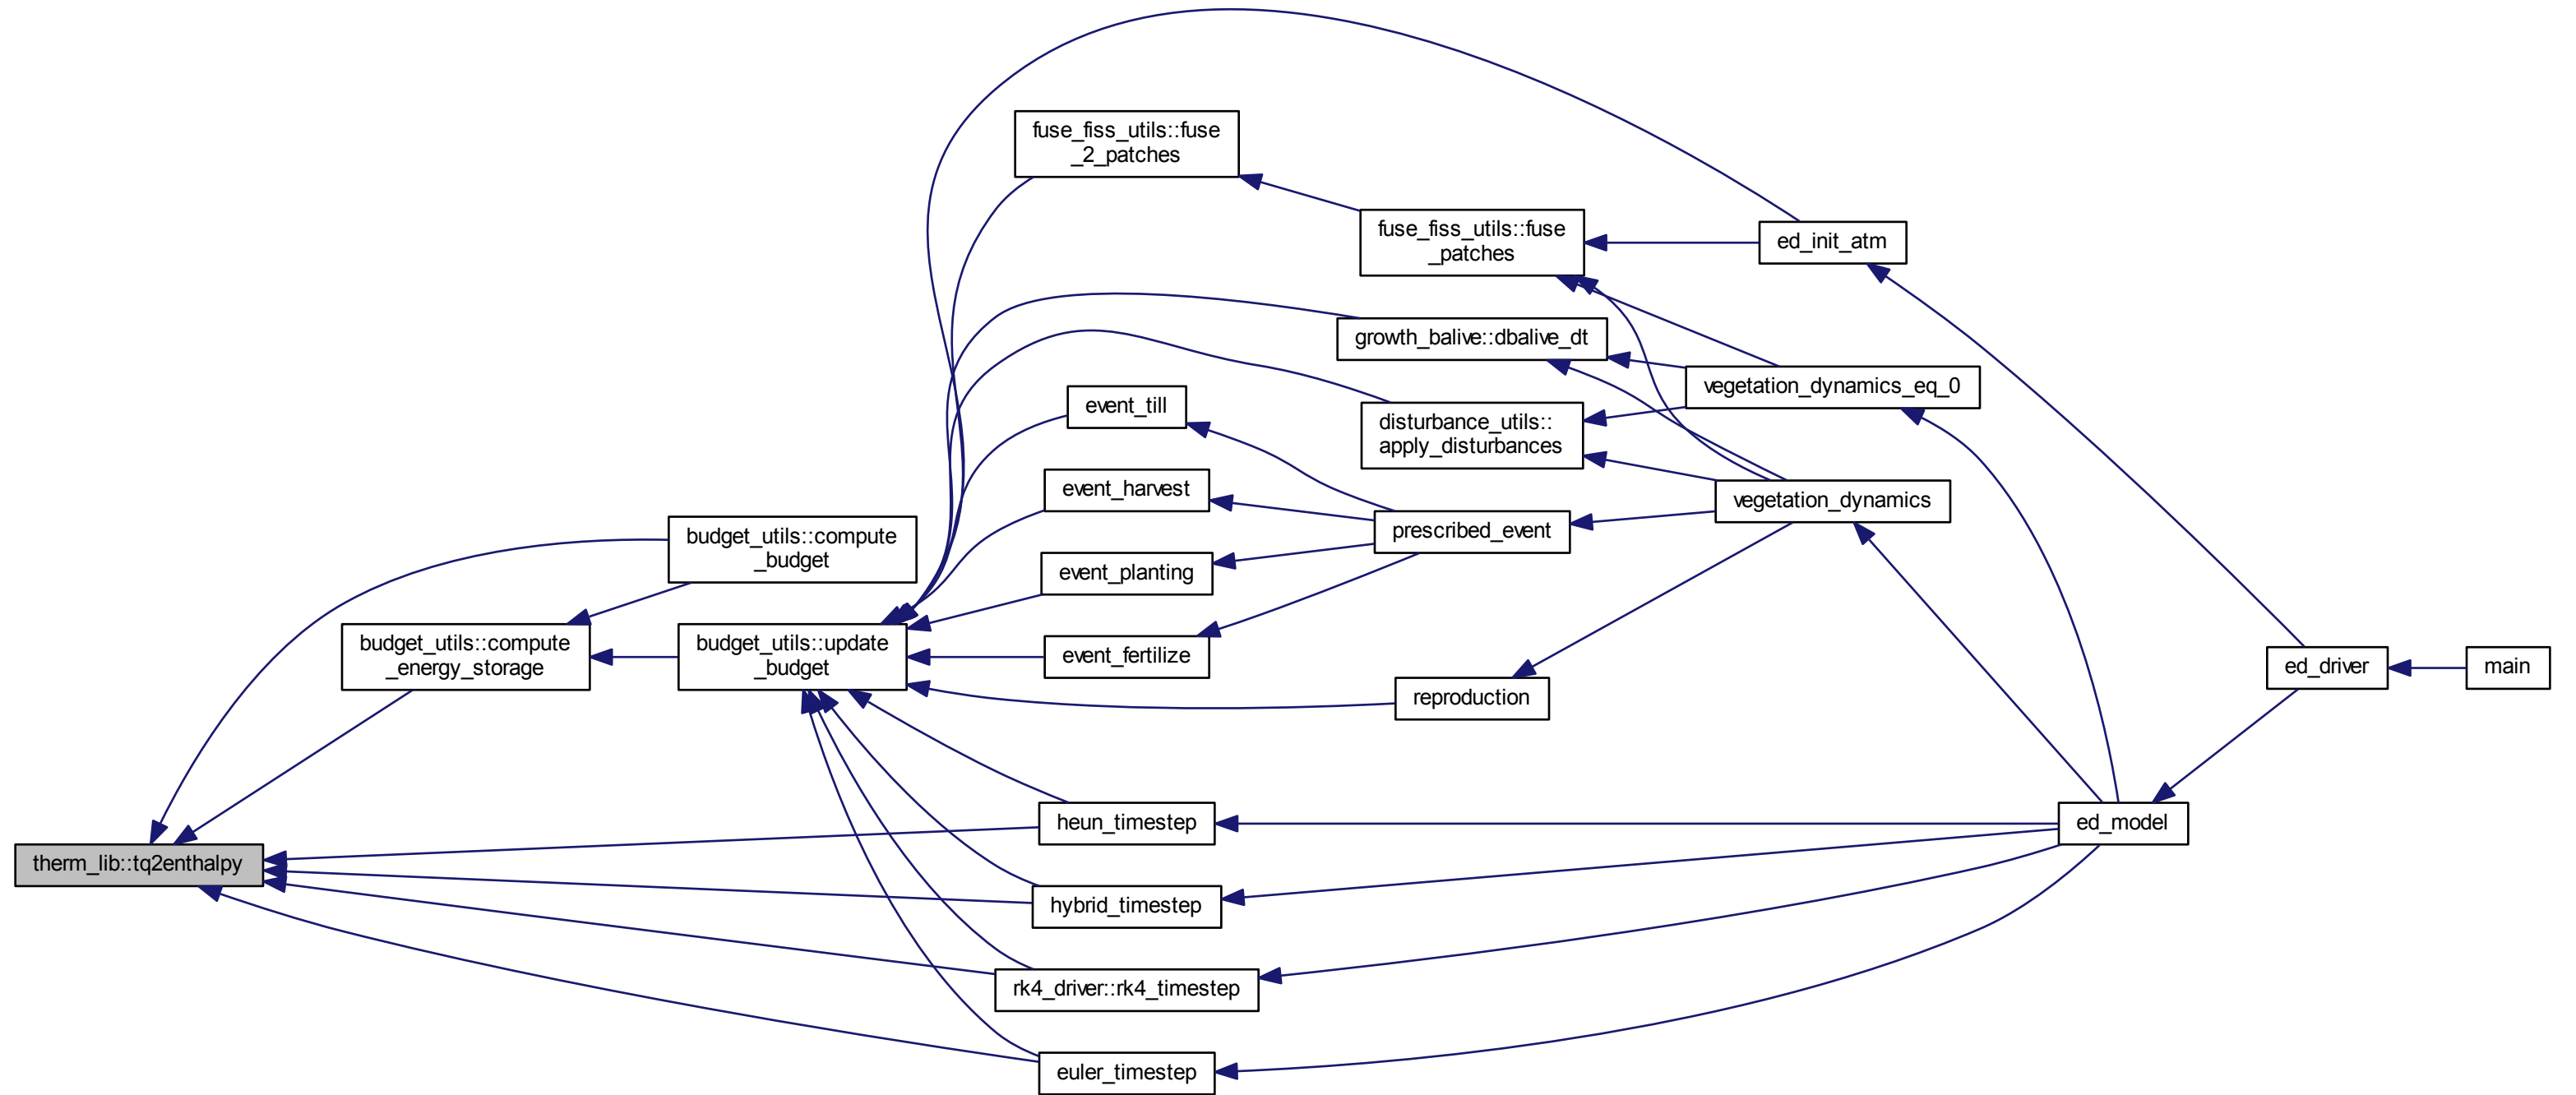 fuse_fiss_utils::fuse
_2_patches
fuse_fiss_utils::fuse
_patches
ed_init_atm
growth_balive::dbalive_dt
vegetation_dynamics_eq_0
event_till
disturbance_utils::
apply_disturbances
event_harvest
vegetation_dynamics
budget_utils::compute
_budget
prescribed_event
event_planting
budget_utils::compute
_energy_storage
budget_utils::update
_budget
event_fertilize
ed_driver
main
reproduction
heun_timestep
ed_model
therm_lib::tq2enthalpy
hybrid_timestep
rk4_driver::rk4_timestep
euler_timestep